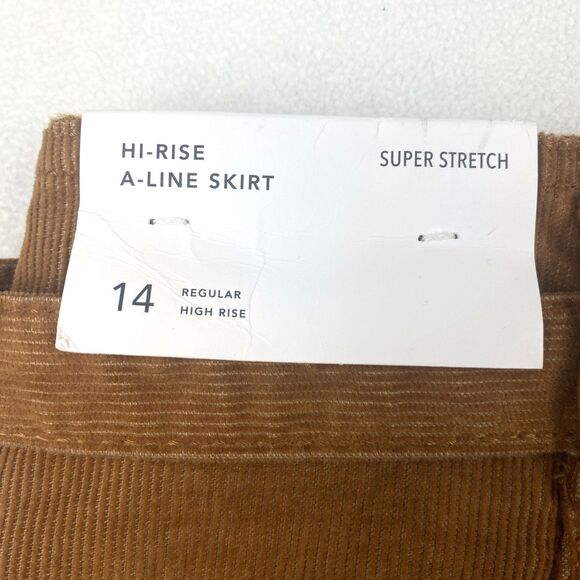 HI-RISE
A-LINE SKIRT
SUPER STRETCH
14
REGULAR
HIGH RISE